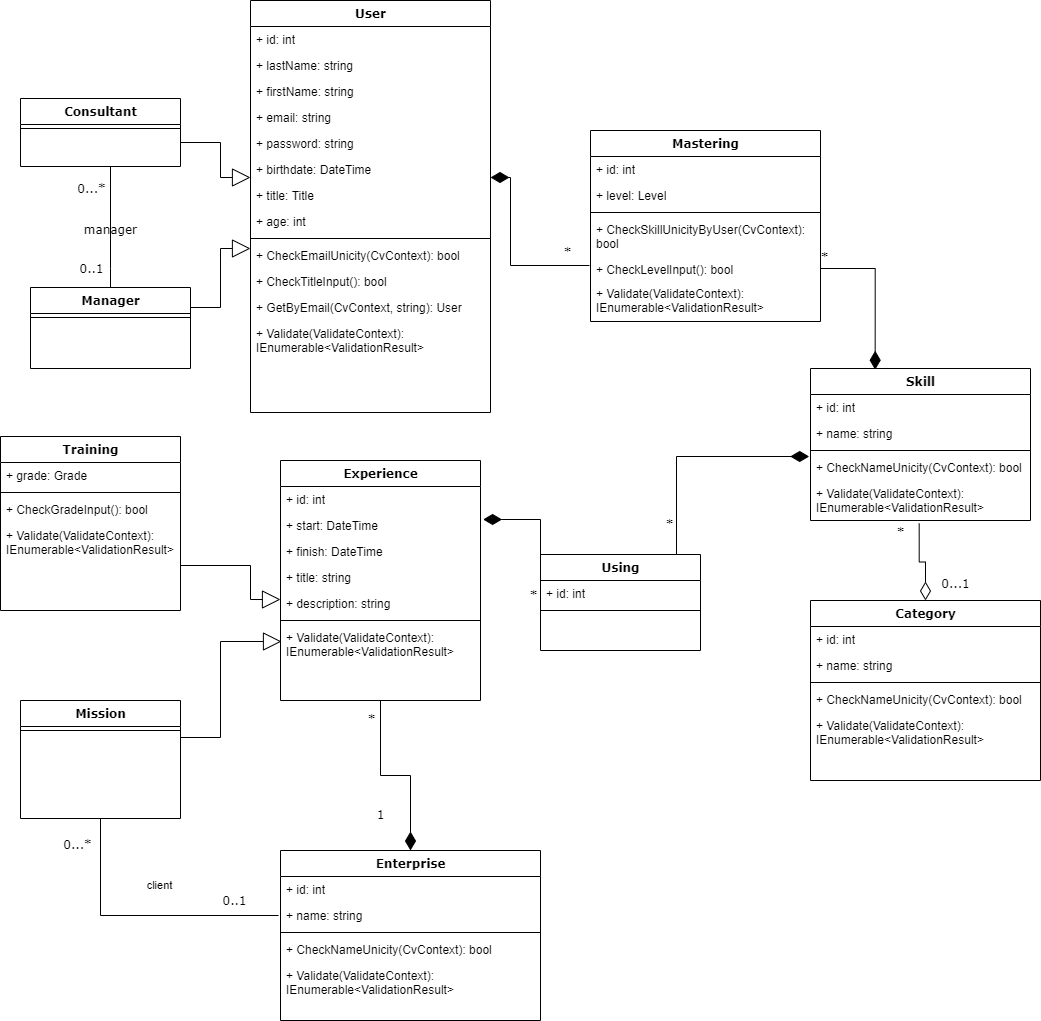 User
+ id: int
+ lastName: string
+ firstName: string
+ email: string
+ password: string
+ birthdate: DateTime
+ title: Title
+ age: int
+ CheckEmailUnicity(CvContext): bool
+ CheckTitleInput(): bool
+ GetByEmail(CvContext, string): User
+ Validate(ValidateContext):
IEnumerable<ValidationResult>
Consultant
0...*
manager
0..1
Manager
*
Mastering
+ id: int
+ level: Level
+ CheckSkillUnicityByUser(CvContext):
bool
+ CheckLevelInput(): bool
+ Validate(ValidateContext):
IEnumerable<ValidationResult>
*
Skill
+ id: int
+ name: string
+ CheckNameUnicity(CvContext): bool
+ Validate(ValidateContext):
IEnumerable<ValidationResult>
*
0...1
Category
+ id: int
+ name: string
+ CheckNameUnicity(CvContext): bool
+ Validate(ValidateContext):
IEnumerable<ValidationResult>
Training
+ grade: Grade
+ CheckGradeInput(): bool
+ Validate(ValidateContext):
IEnumerable<ValidationResult>
Experience
+ id: int
+ start: DateTime
+ finish: DateTime
+ title: string
+ description: string
+ Validate(ValidateContext):
IEnumerable<ValidationResult>
*
*
Using
+ id: int
Mission
*
1
0...*
client
0..1
Enterprise
+ id: int
+ name: string
+ CheckNameUnicity(CvContext): bool
+ Validate(ValidateContext):
IEnumerable<ValidationResult>